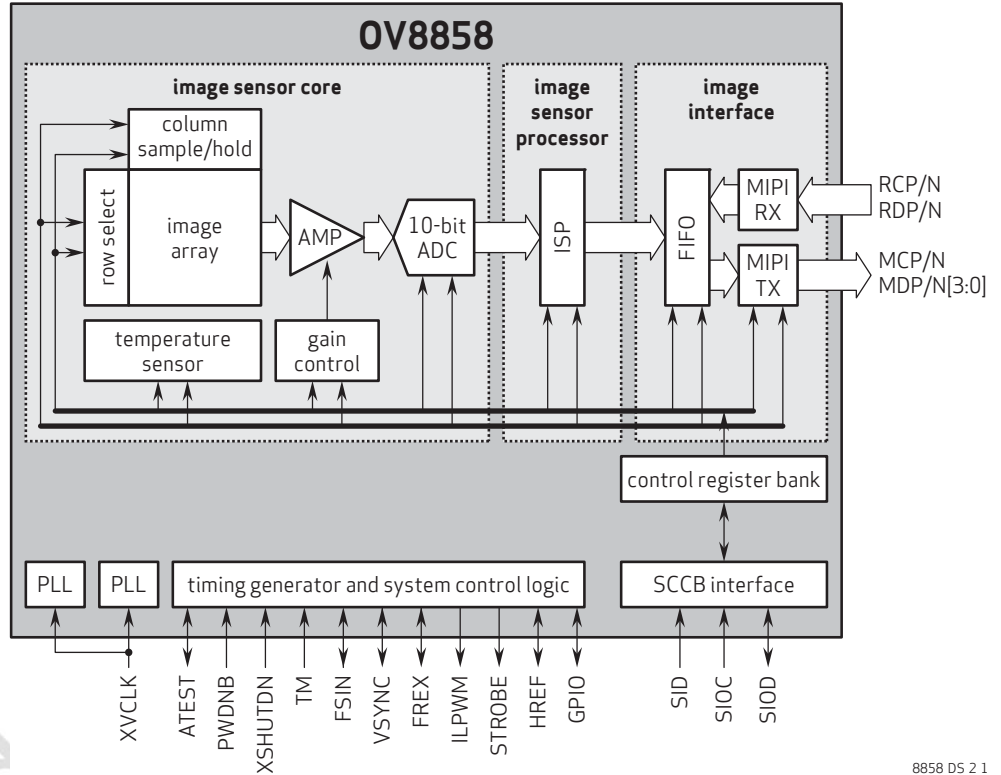 OV8858
image sensor core
image
sensor
processor
image
interface
column
sample/hold
row select
image
array
AMP
10-bit
ADC
ISP
FIFO
MIPI
RX
MIPI
TX
RCP/N
RDP/N
MCP/N
MDP/N[3:0]
temperature
sensor
gain
control
control register bank
PLL
PLL
timing generator and system control logic
SCCB interface
XVCLK
ATEST
PWDNB
XSHUTDN
TM
FSIN
VSYNC
FREX
ILPWM
STROBE
HREF
GPIO
SID
SIOC
SIOD
8858 DS 2 1